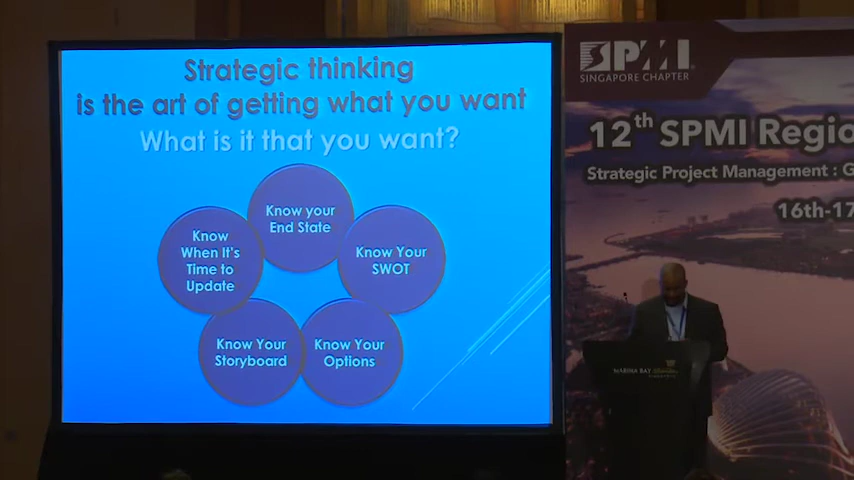 Strategic thinking
is the art of getting what you want
What is it that you want?
Know your
End State
Know Your
SWOT
Know Your
Options
Know Your
Storyboard
Know
When It's
Time to
Update
SPMI
SINGAPORE CHAPTER
12th SPMI Regio
Strategic Project Management : G
16th-17
MARINA BAY